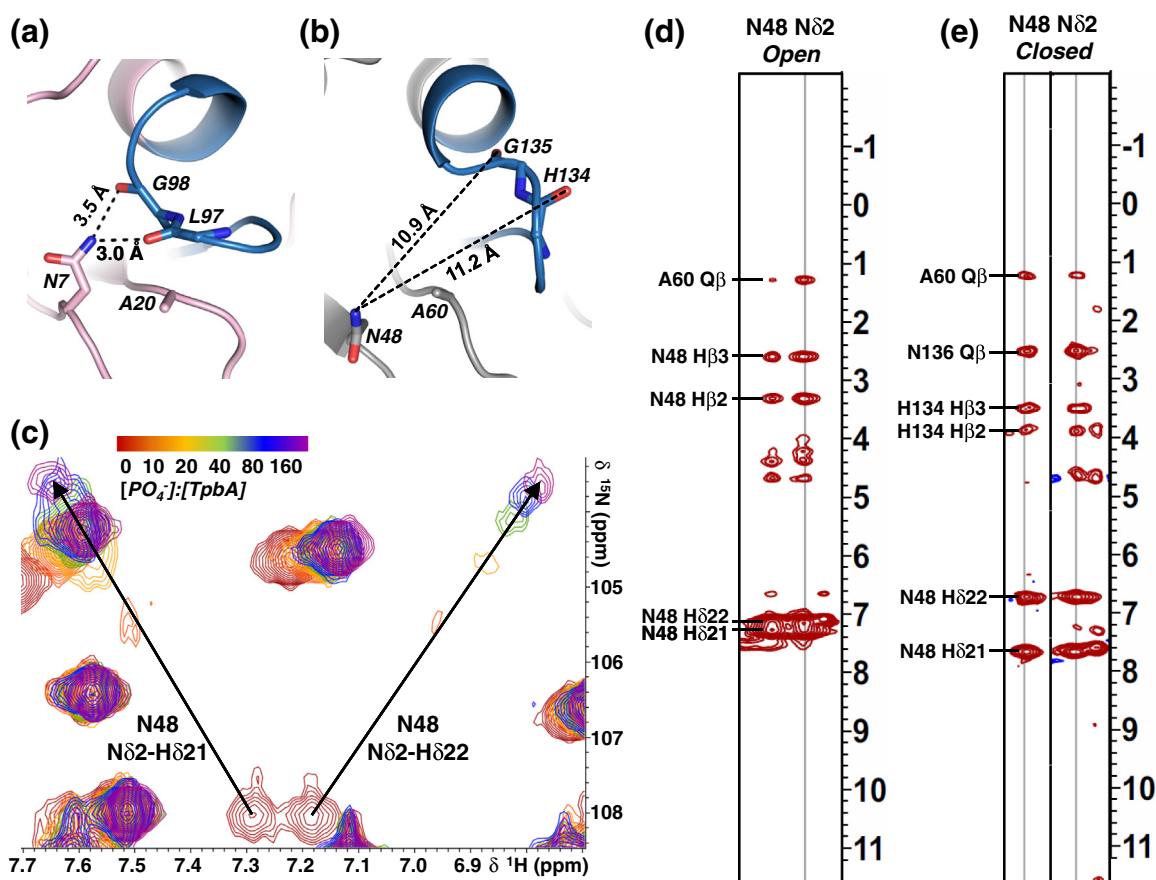 (a)
G98
L97
3.5 Å
3.0 Å
N7
A20
(b)
G135
H134
10.9 Å
11.2 Å
A60
N48
(c)
0 10 20 40 80 160
[PO₄⁻]:[TpbA]
N48
Nδ2-Hδ21
N48
Nδ2-Hδ22
δ ¹⁵N (ppm)
105
106
107
108
7.7 7.6 7.5 7.4 7.3 7.2 7.1 7.0 6.9 δ ¹H (ppm)
(d)
N48 Nδ2
Open
A60 Qβ
N48 Hβ3
N48 Hβ2
N48 Hδ22
N48 Hδ21
-1
0
1
2
3
4
5
6
7
8
9
10
11
(e)
N48 Nδ2
Closed
A60 Qβ
N136 Qβ
H134 Hβ3
H134 Hβ2
N48 Hδ22
N48 Hδ21
-1
0
1
2
3
4
5
6
7
8
9
10
11